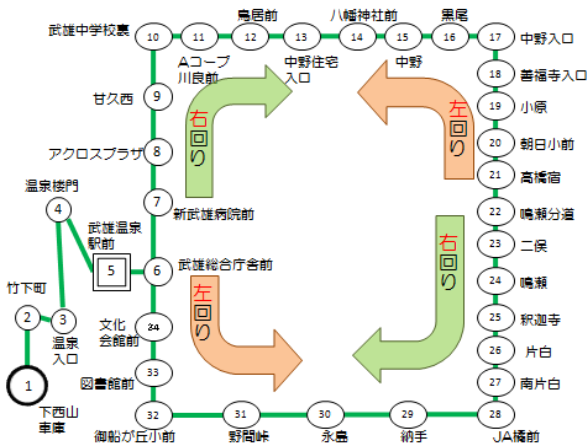 武雄中学校裏
10
11
Aコープ
川良前
鳥居前
12
13
中野住宅
入口
八幡神社前
14
15
中野
黒尾
16
17
中野入口
18
善福寺入口
19
小原
20
朝日小前
21
高橋宿
22
鳴瀬分道
23
二俣
24
鳴瀬
25
釈迦寺
26
片白
27
南片白
28
JA橋前
29
納手
30
永島
31
野間峠
32
御船が丘小前
33
図書館前
34
文化
会館前
6
武雄総合庁舎前
7
新武雄病院前
8
アクロスプラザ
9
甘久西
5
武雄温泉
駅前
4
温泉楼門
3
温泉
入口
2
竹下町
1
下西山
車庫
右回り
左回り
左回り
右回り